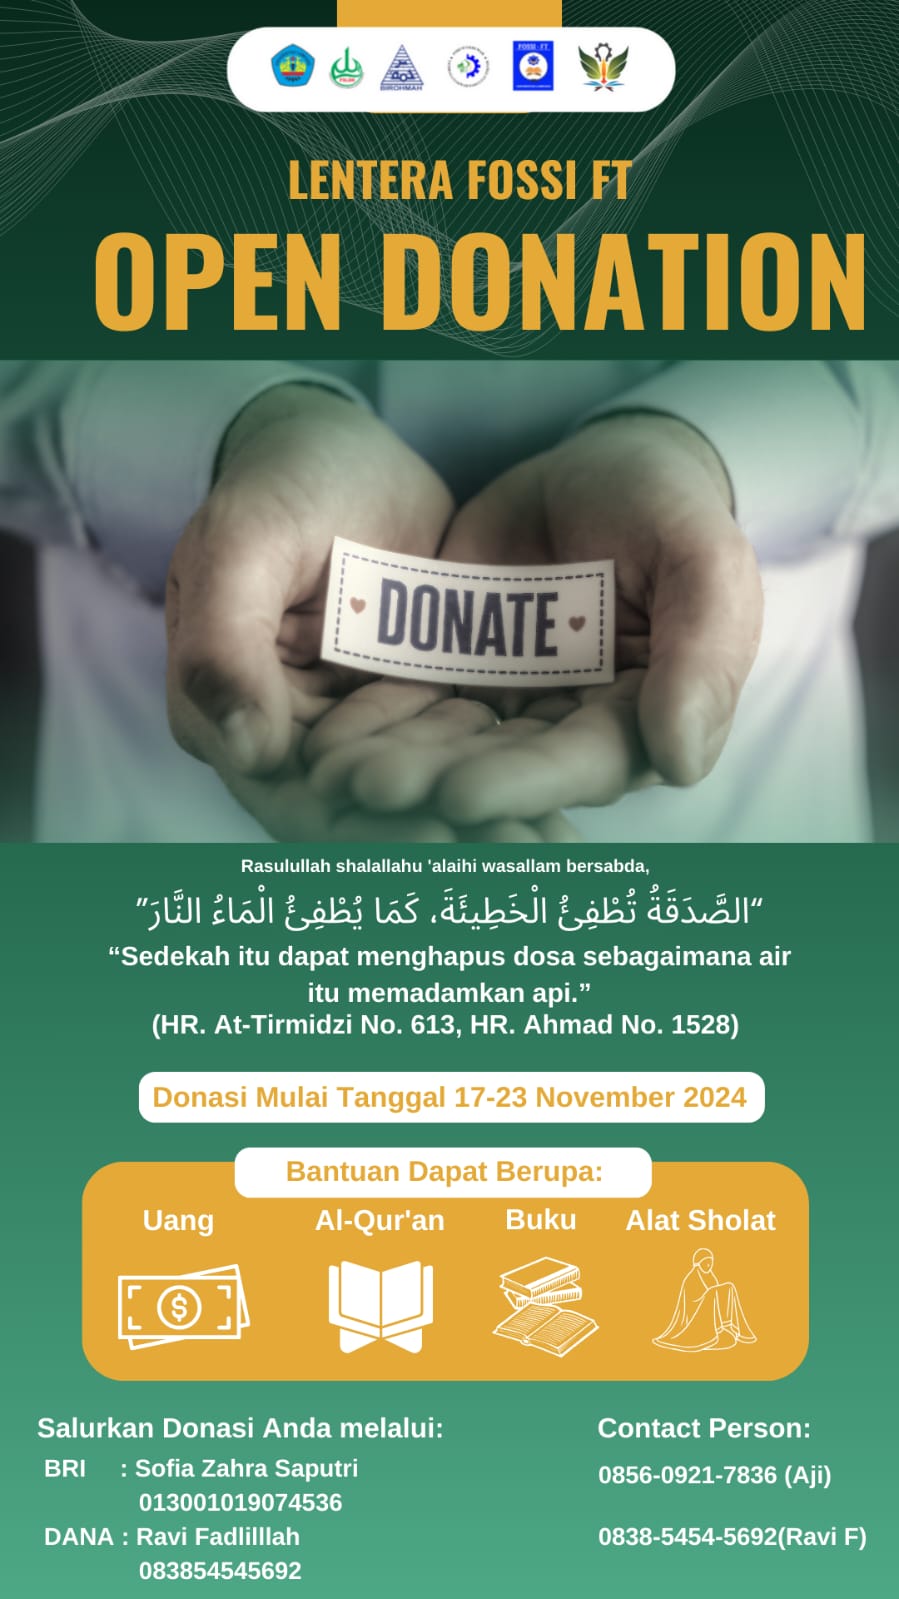 BIROHMAH
FOSSI - FT
LENTERA FOSSI FT
OPEN DONATION
DONATE
Rasulullah shalallahu 'alaihi wasallam bersabda,
“الصَّدَقَةُ تُطْفِئُ الْخَطِيئَةَ، كَمَا يُطْفِئُ الْمَاءُ النَّارَ”
“Sedekah itu dapat menghapus dosa sebagaimana air
itu memadamkan api.”
(HR. At-Tirmidzi No. 613, HR. Ahmad No. 1528)
Donasi Mulai Tanggal 17-23 November 2024
Bantuan Dapat Berupa:
Uang
Al-Qur'an
Buku
Alat Sholat
Salurkan Donasi Anda melalui:
BRI : Sofia Zahra Saputri
013001019074536
DANA : Ravi Fadlilllah
083854545692
Contact Person:
0856-0921-7836 (Aji)
0838-5454-5692(Ravi F)